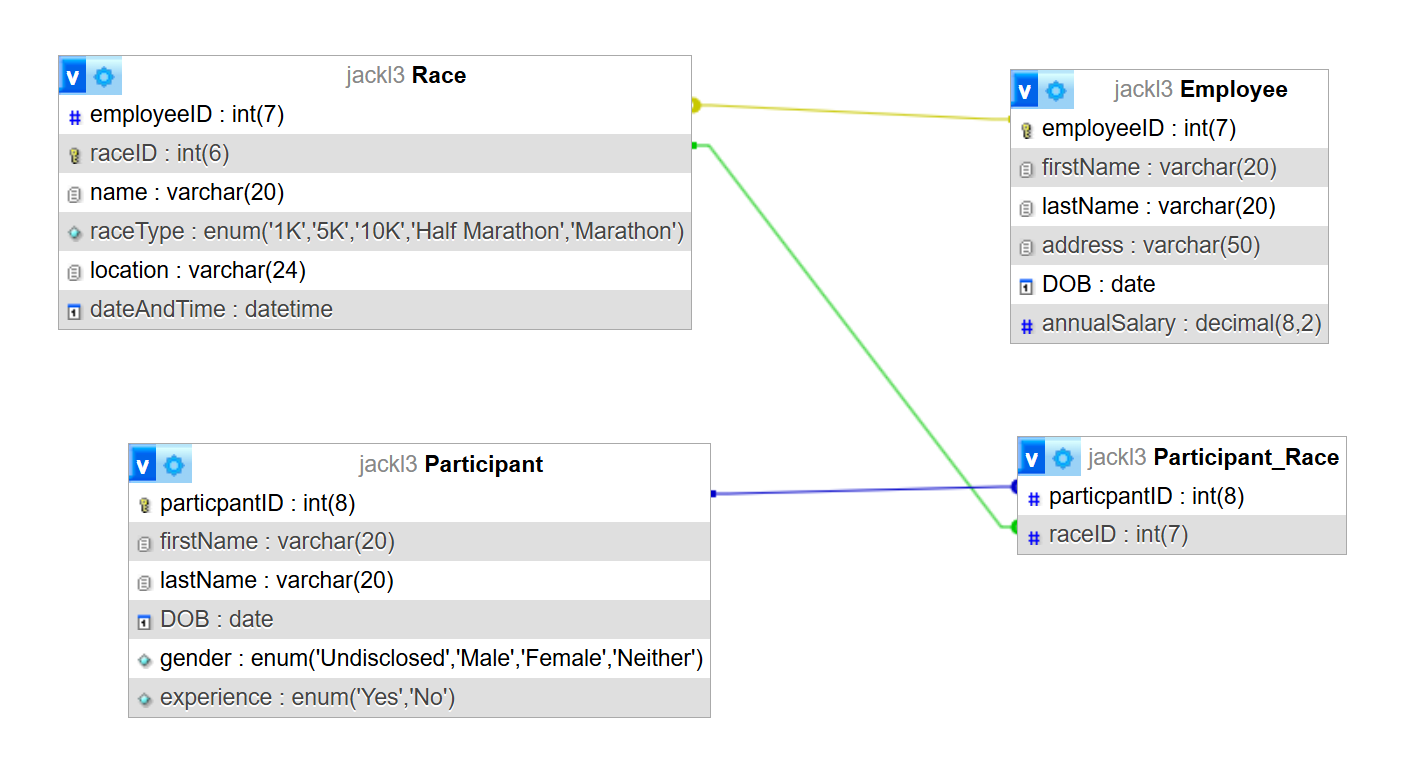 jackl3 Race
employeeID : int(7)
raceID : int(6)
name : varchar(20)
raceType : enum('1K','5K','10K','Half Marathon','Marathon')
location : varchar(24)
dateAndTime : datetime
jackl3 Employee
employeeID : int(7)
firstName : varchar(20)
lastName : varchar(20)
address : varchar(50)
DOB : date
annualSalary : decimal(8,2)
jackl3 Participant
particpantID : int(8)
firstName : varchar(20)
lastName : varchar(20)
DOB : date
gender : enum('Undisclosed','Male','Female','Neither')
experience : enum('Yes','No')
jackl3 Participant_Race
particpantID : int(8)
raceID : int(7)